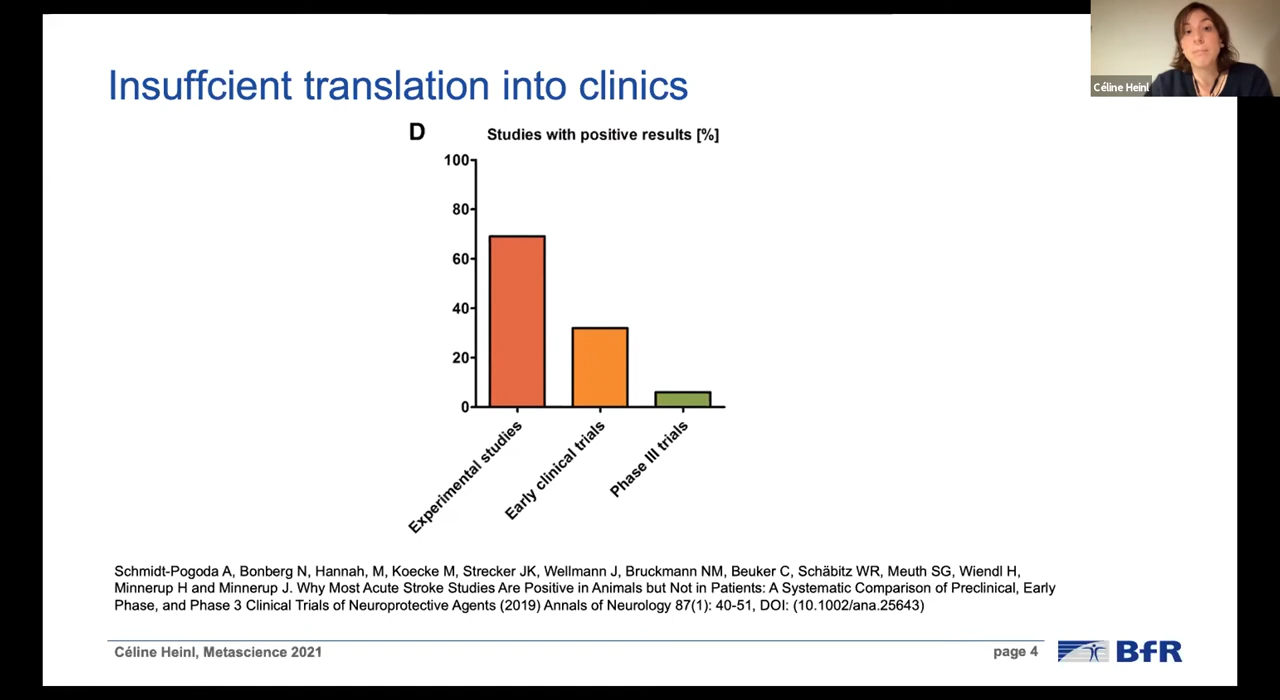 Insuffcient translation into clinics
Céline Heinl
D
Studies with positive results [%]
100
80
60
40
20
0
Experimental studies
Early clinical trials
Phase III trials
Schmidt-Pogoda A, Bonberg N, Hannah, M, Koecke M, Strecker JK, Wellmann J, Bruckmann NM, Beuker C, Schäbitz WR, Meuth SG, Wiendl H,
Minnerup H and Minnerup J. Why Most Acute Stroke Studies Are Positive in Animals but Not in Patients: A Systematic Comparison of Preclinical, Early
Phase, and Phase 3 Clinical Trials of Neuroprotective Agents (2019) Annals of Neurology 87(1): 40-51, DOI: (10.1002/ana.25643)
Céline Heinl, Metascience 2021
page 4
BfR